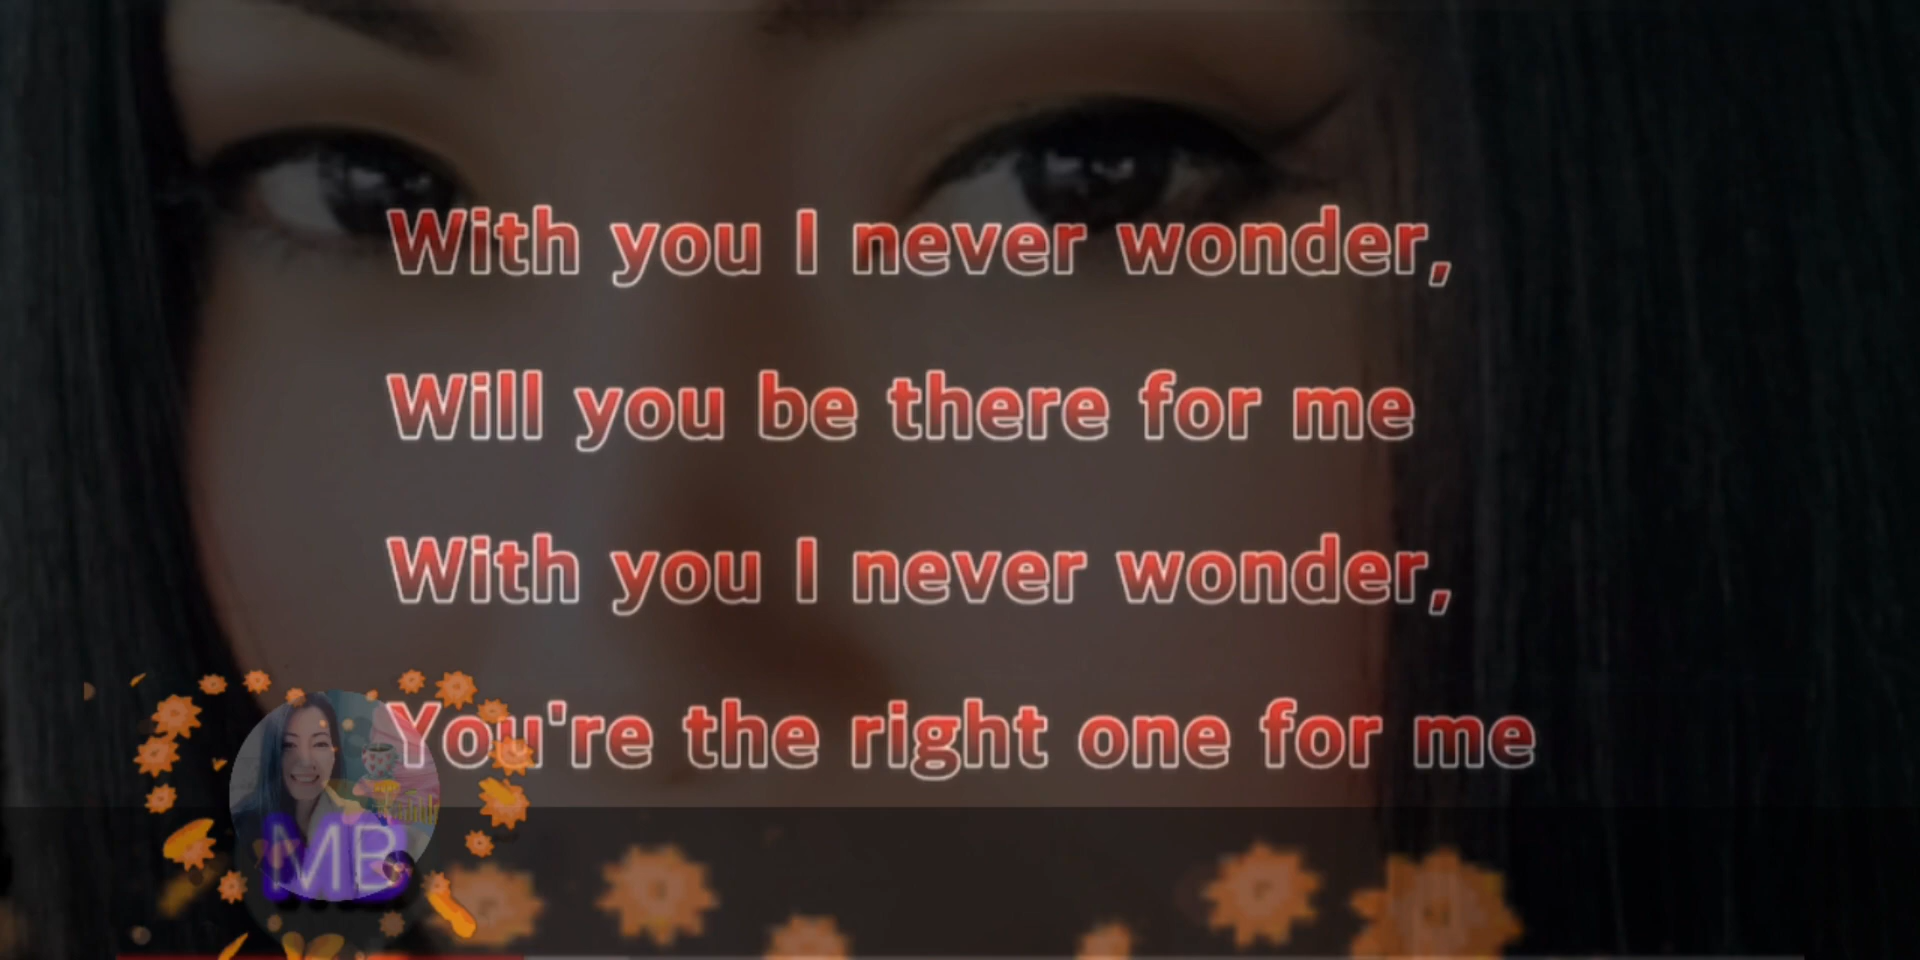 With you I never wonder,
Will you be there for me
With you I never wonder,
You're the right one for me
MB